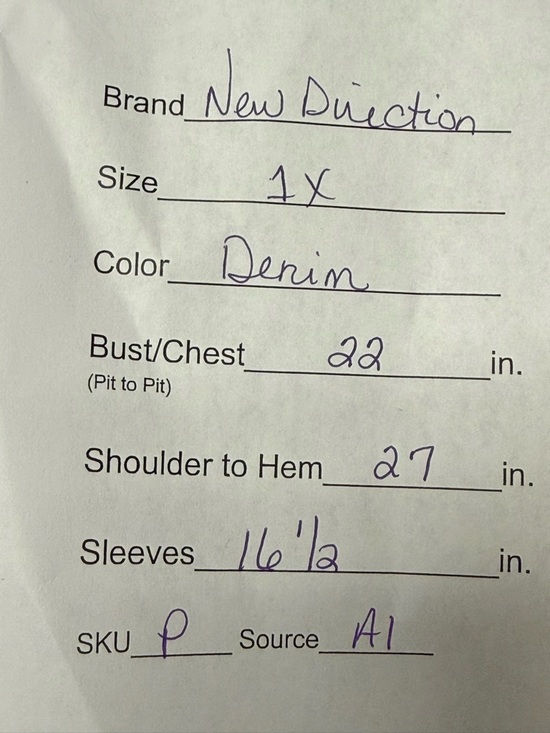 Brand New Direction
Size 1X
Color Denim
Bust/Chest 22 in.
(Pit to Pit)
Shoulder to Hem 27 in.
Sleeves 16 1/2 in.
SKU P Source A1